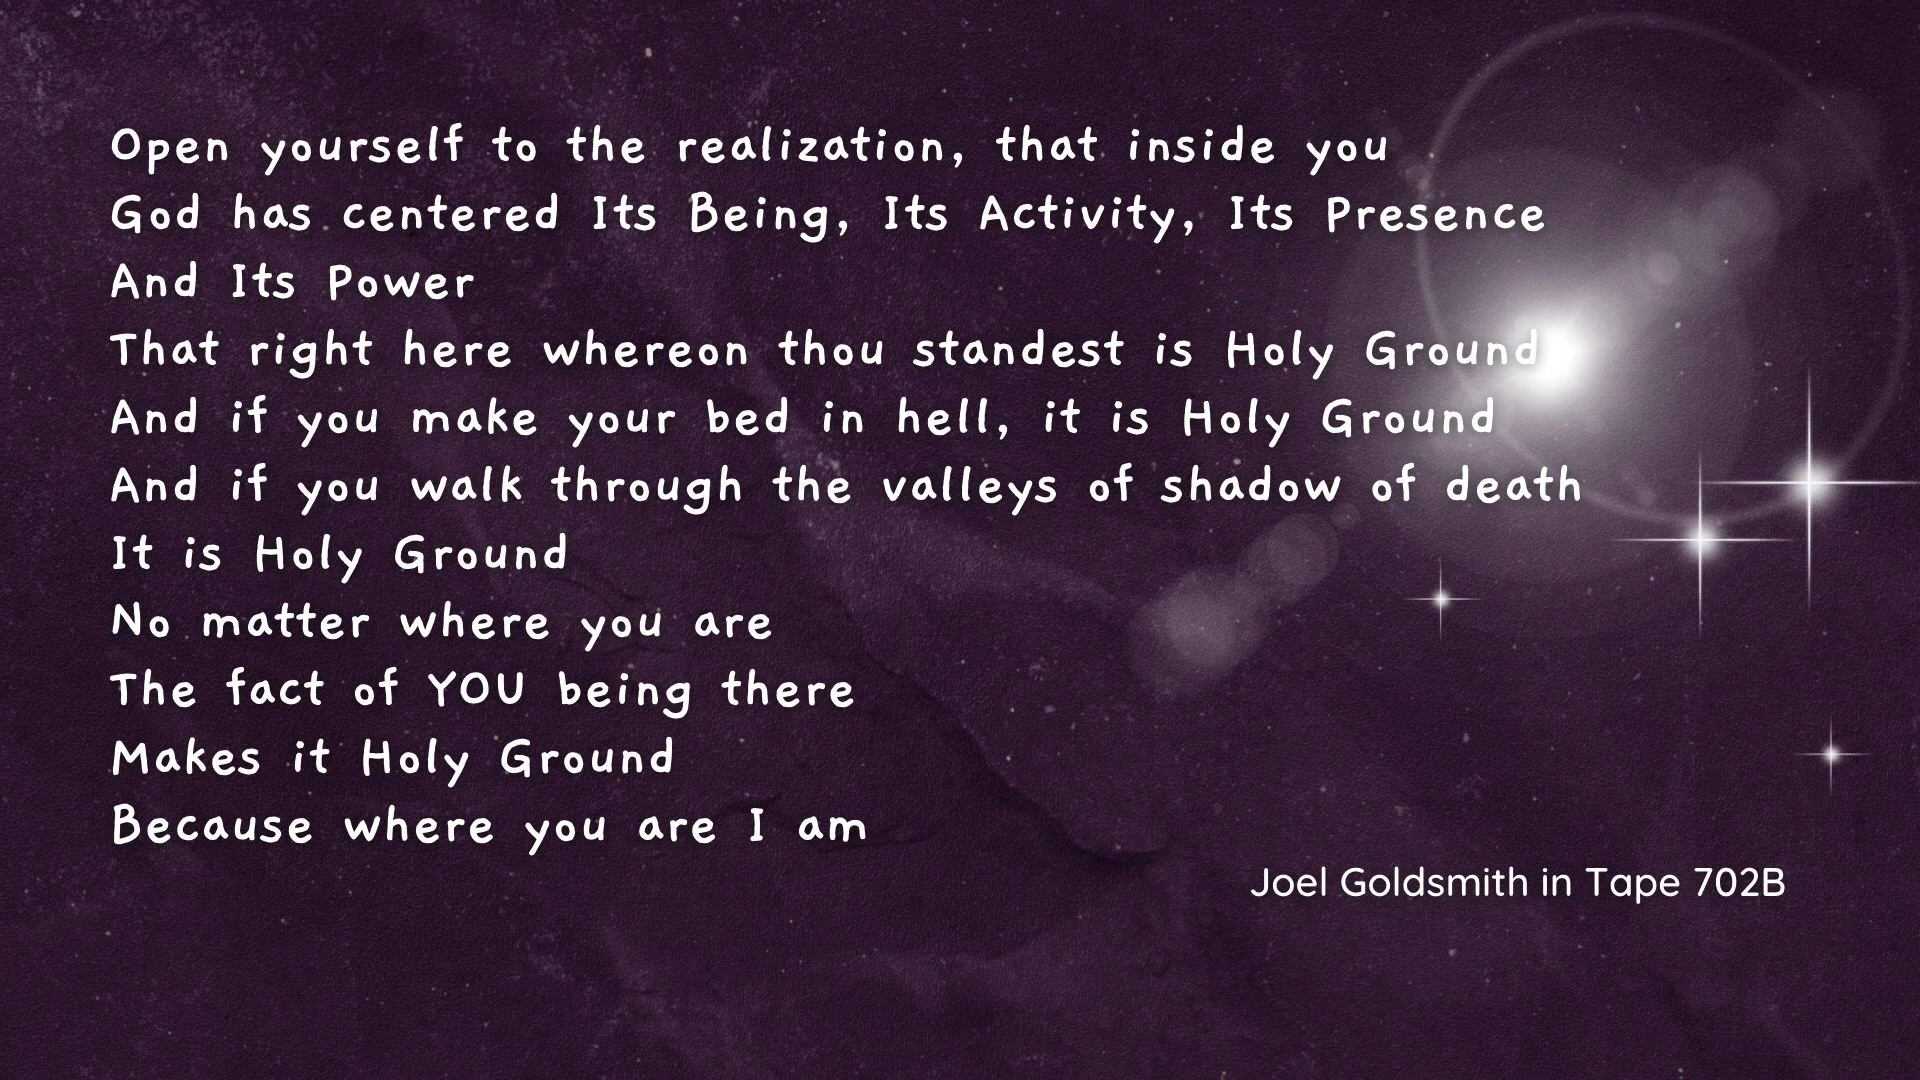 Open yourself to the realization, that inside you
God has centered Its Being, Its Activity, Its Presence
And Its Power
That right here whereon thou standest is Holy Ground
And if you make your bed in hell, it is Holy Ground
And if you walk through the valleys of shadow of death
It is Holy Ground
No matter where you are
The fact of YOU being there
Makes it Holy Ground
Because where you are I am
Joel Goldsmith in Tape 702B